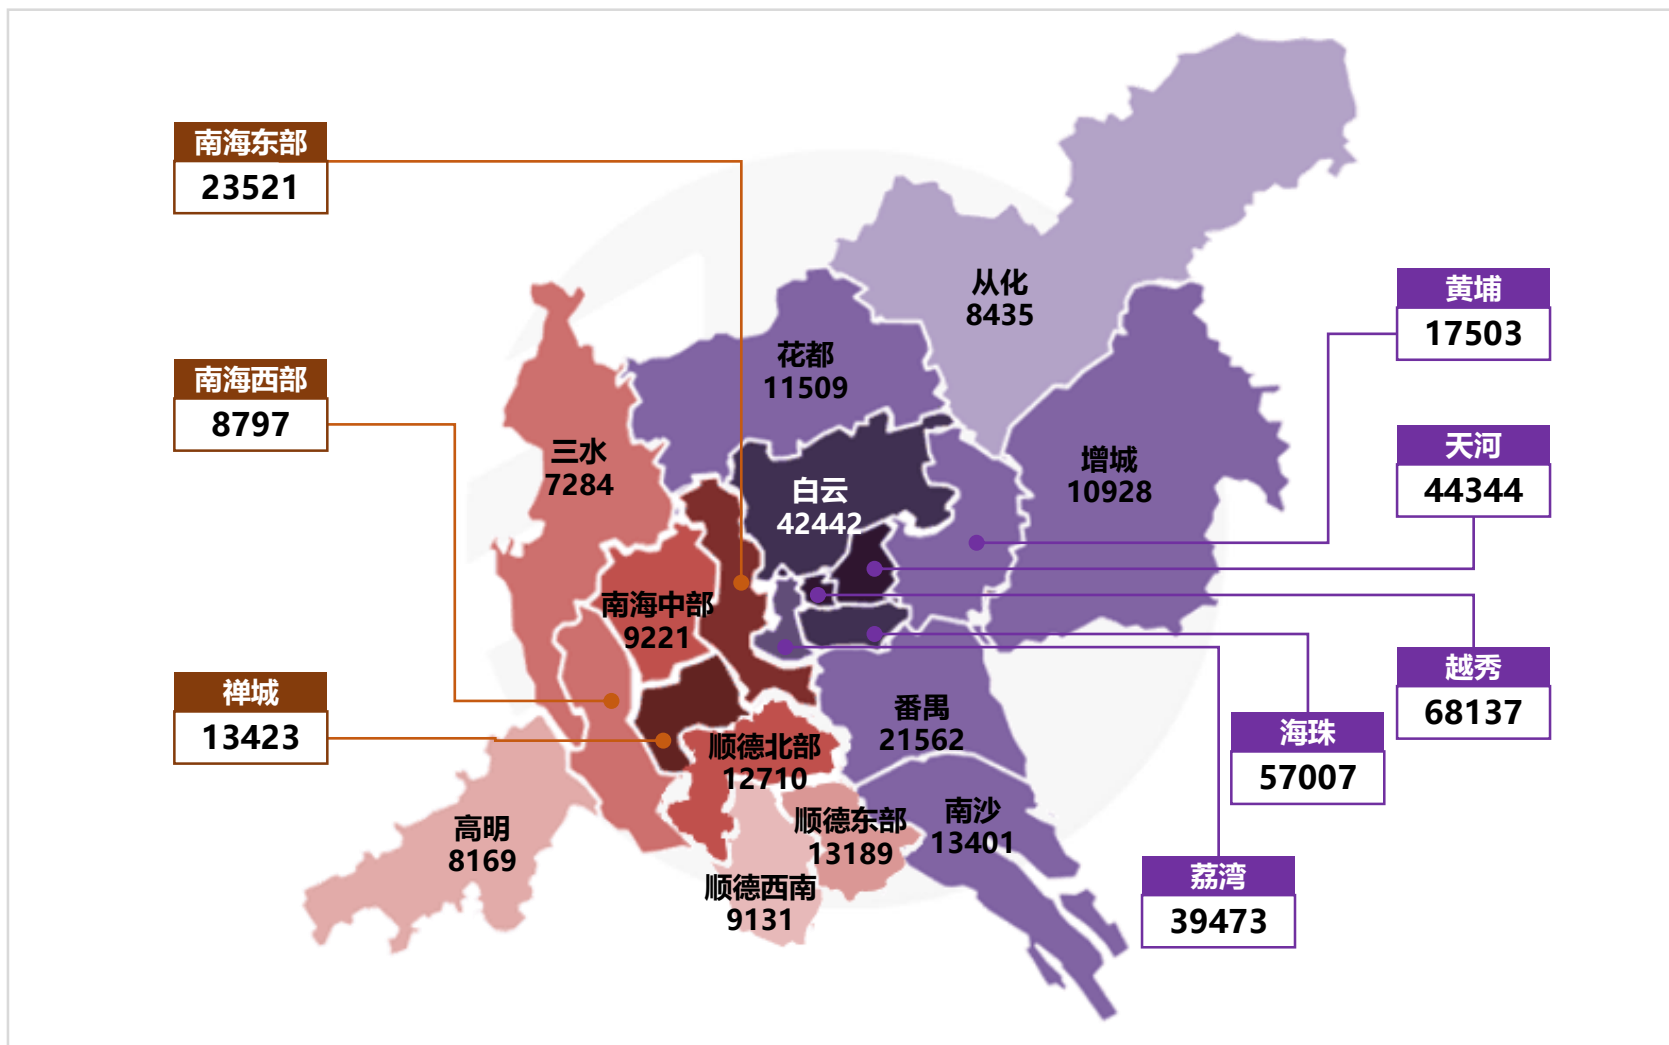 南海东部
23521
从化
8435
黄埔
17503
花都
11509
南海西部
8797
三水
7284
增城
10928
天河
44344
白云
42442
南海中部
9221
越秀
68137
禅城
13423
番禺
21562
海珠
57007
顺德北部
12710
高明
8169
顺德东部
13189
南沙
13401
顺德西南
9131
荔湾
39473